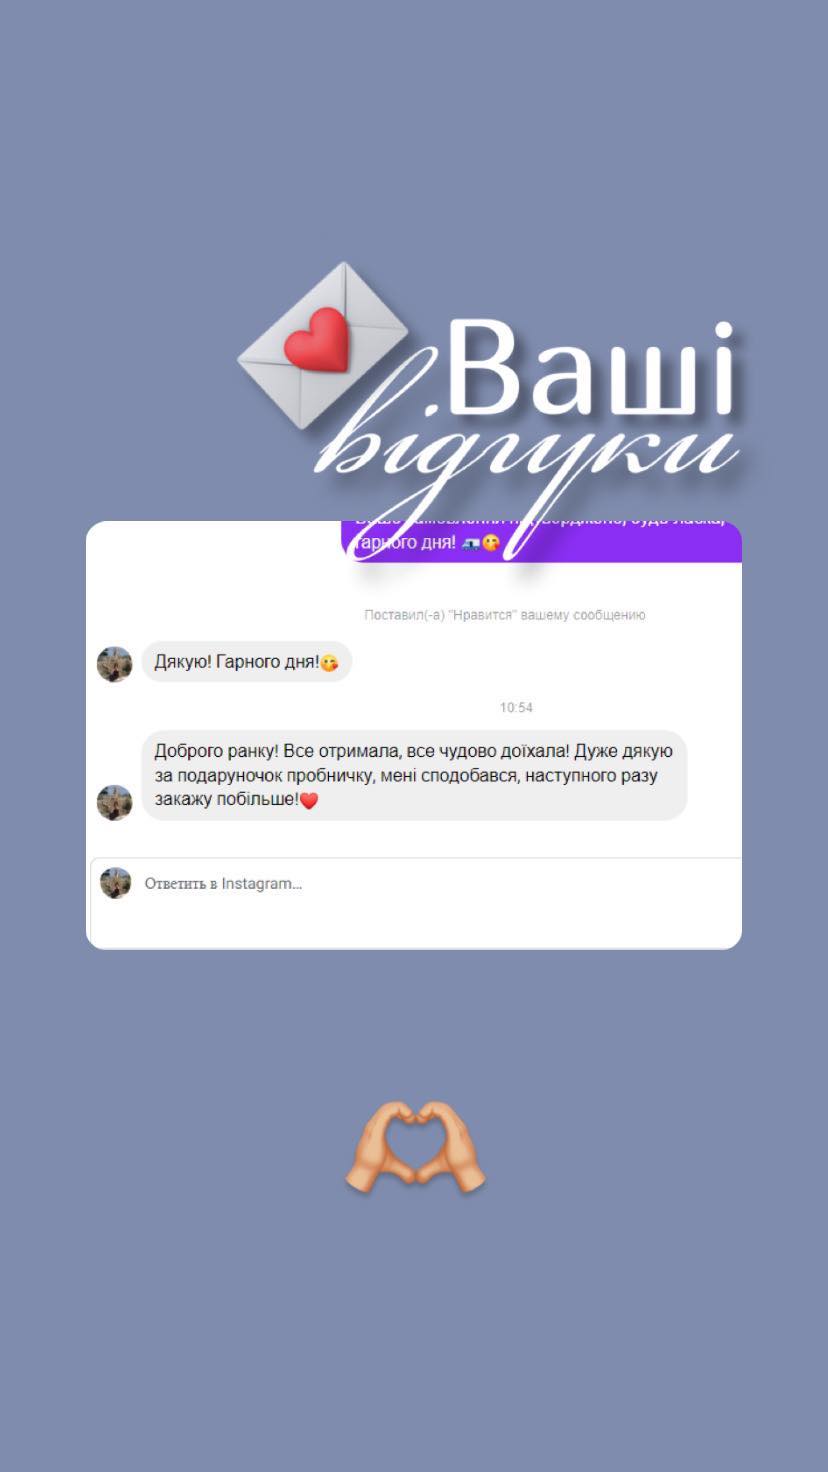 Ваші
відгуки
гарного дня! 🚐😋
Поставил(-а) "Нравится" вашему сообщению
Дякую! Гарного дня!😋
10:54
Доброго ранку! Все отримала, все чудово доїхала! Дуже дякую
за подаруночок пробничку, мені сподобався, наступного разу
закажу побільше!❤️
Ответить в Instagram...